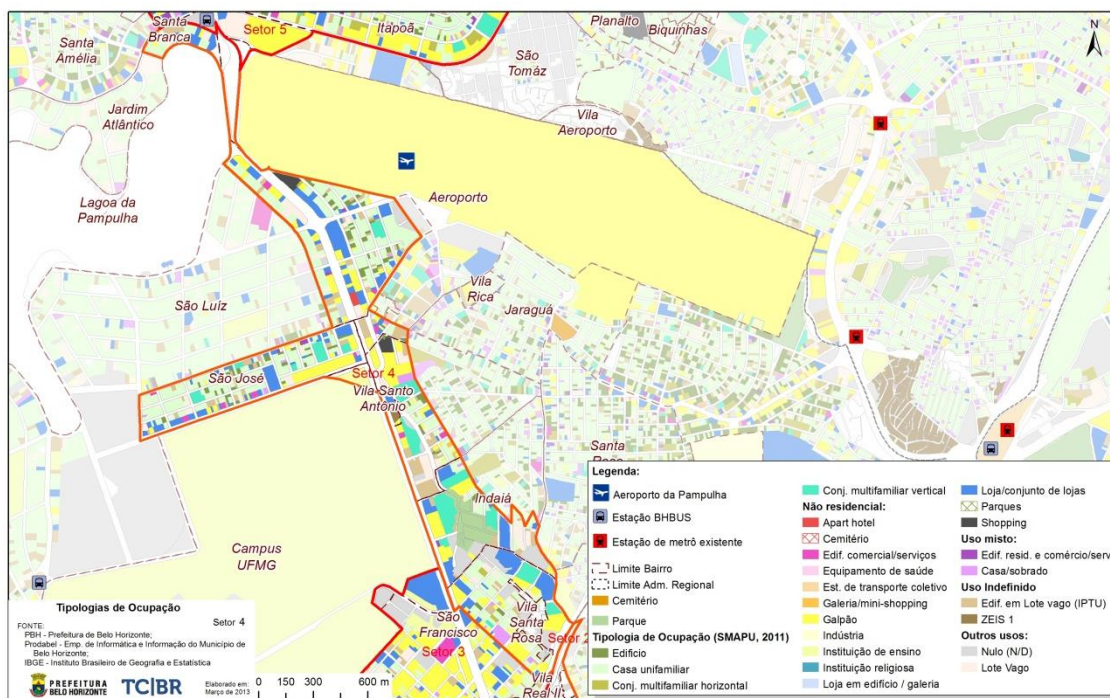 Santa
Branca
Setor 5
Itapoã
Planalto
Biquinhas
N
Santa
Amélia
São
Tomáz
Jardim
Atlântico
Vila
Aeroporto
Lagoa da
Pampulha
Aeroporto
São Luiz
Vila
Rica
Jaraguá
São José
Setor 4
Vila Santo
Antônio
Santa
Rosa
Indaiá
Campus
UFMG
São
Francisco
Setor 3
Vila
Santa
Rosa
Setor 2
Vila
Real II
Legenda:
Aeroporto da Pampulha
Estação BHBUS
Estação de metrô existente
Limite Bairro
Limite Adm. Regional
Cemitério
Parque
Tipologia de Ocupação (SMAPU, 2011)
Edificio
Casa unifamiliar
Conj. multifamiliar horizontal
Conj. multifamiliar vertical
Não residencial:
Apart hotel
Cemitério
Edif. comercial/serviços
Equipamento de saúde
Est. de transporte coletivo
Galeria/mini-shopping
Galpão
Indústria
Instituição de ensino
Instituição religiosa
Loja em edifício / galeria
Loja/conjunto de lojas
Parques
Shopping
Uso misto:
Edif. resid. e comércio/serv
Casa/sobrado
Uso Indefinido
Edif. em Lote vago (IPTU)
ZEIS 1
Outros usos:
Nulo (N/D)
Lote Vago
Tipologias de Ocupação
Setor 4
FONTE:
PBH - Prefeitura de Belo Horizonte;
Prodabel - Emp. de Informática e Informação do Município de
Belo Horizonte;
IBGE - Instituto Brasileiro de Geografia e Estatística
PREFEITURA
BELO HORIZONTE
TC|BR
Elaborado em:
Março de 2013
0 150 300 600 m